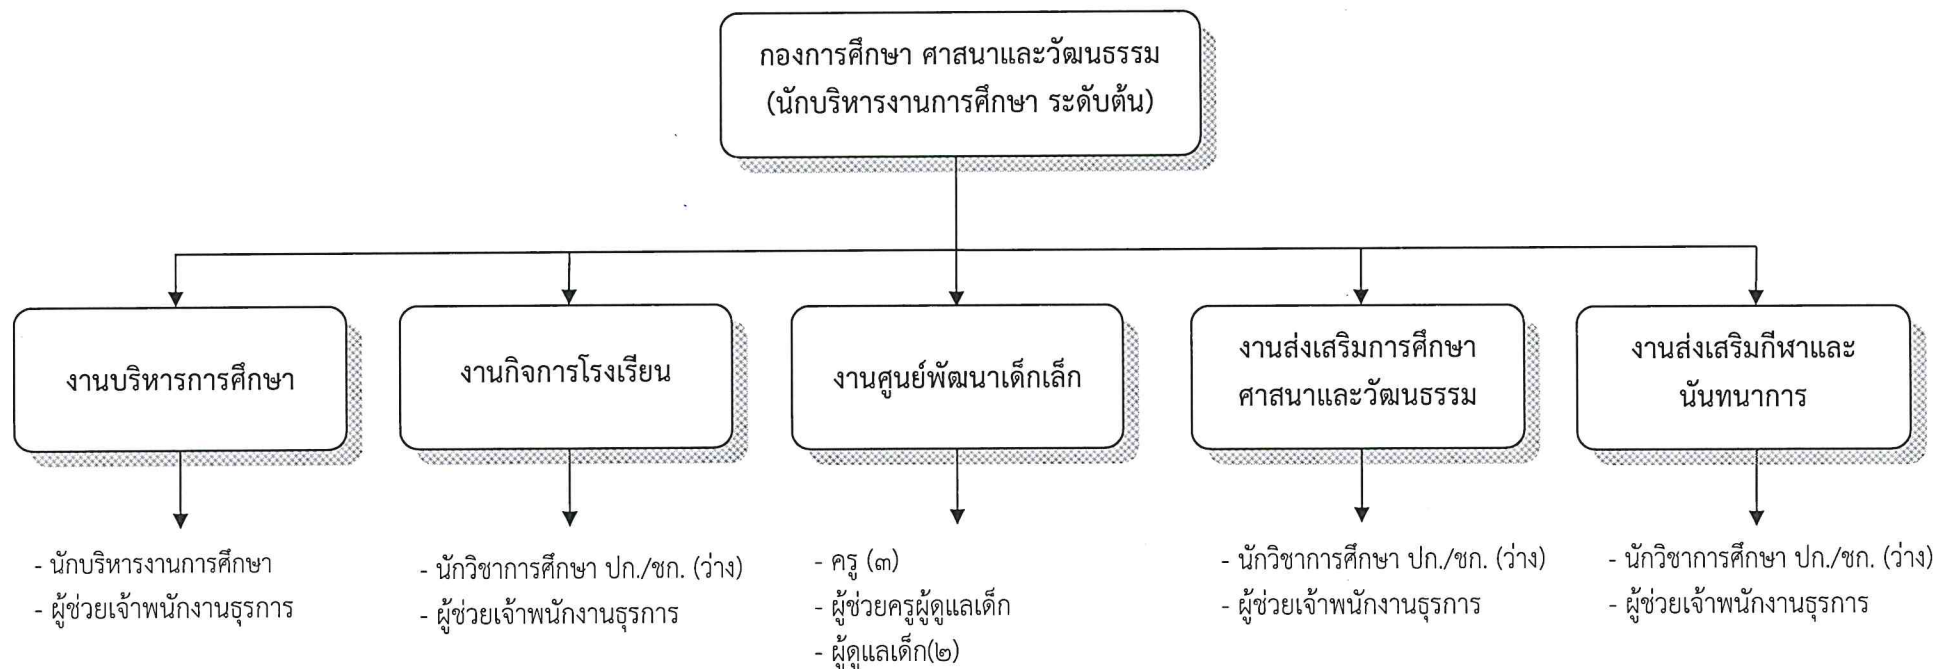 กองการศึกษา ศาสนาและวัฒนธรรม
(นักบริหารงานการศึกษา ระดับต้น)
งานบริหารการศึกษา
งานกิจการโรงเรียน
งานศูนย์พัฒนาเด็กเล็ก
งานส่งเสริมการศึกษา
ศาสนาและวัฒนธรรม
งานส่งเสริมกีฬาและ
นันทนาการ
- นักบริหารงานการศึกษา
- ผู้ช่วยเจ้าพนักงานธุรการ
- นักวิชาการศึกษา ปก./ชก. (ว่าง)
- ผู้ช่วยเจ้าพนักงานธุรการ
- ครู (๓)
- ผู้ช่วยครูผู้ดูแลเด็ก
- ผู้ดูแลเด็ก(๒)
- นักวิชาการศึกษา ปก./ชก. (ว่าง)
- ผู้ช่วยเจ้าพนักงานธุรการ
- นักวิชาการศึกษา ปก./ชก. (ว่าง)
- ผู้ช่วยเจ้าพนักงานธุรการ